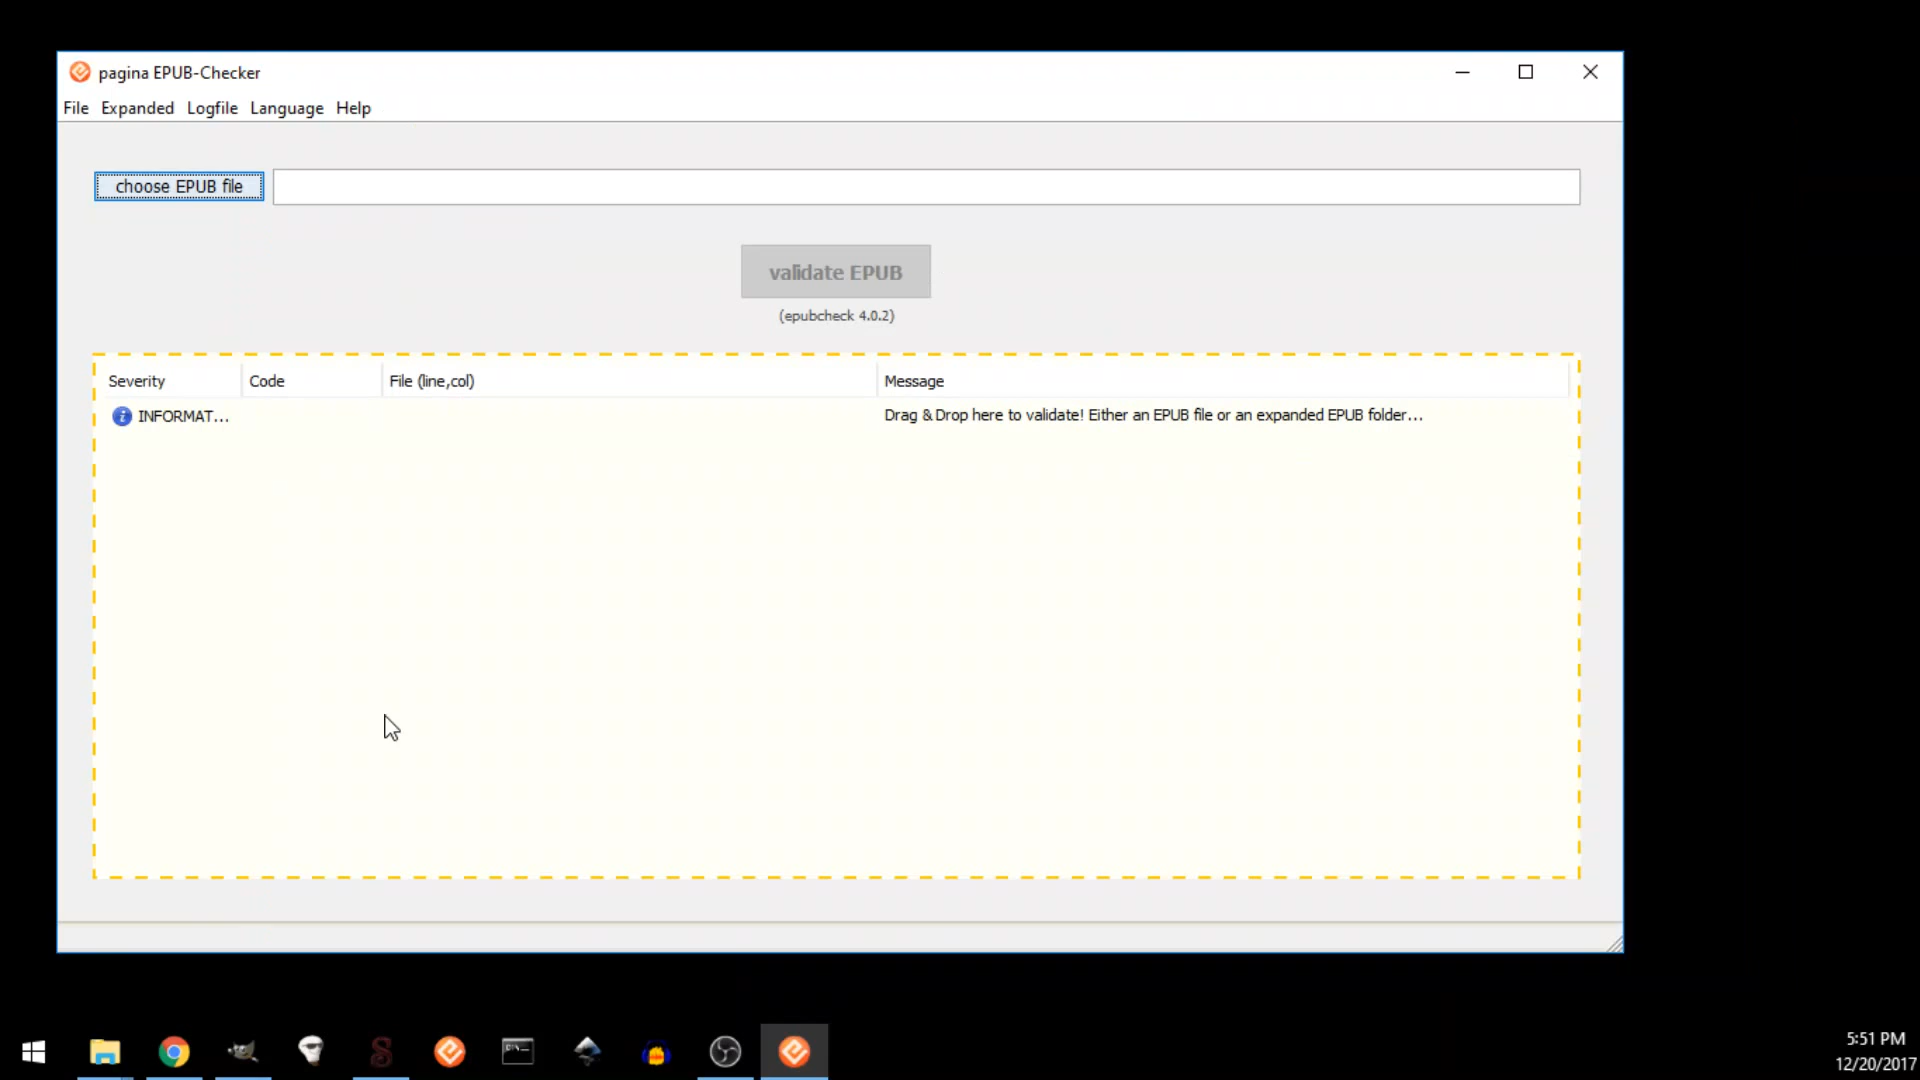 pagina EPUB-Checker
File Expanded Logfile Language Help
choose EPUB file
validate EPUB
(epubcheck 4.0.2)
Severity Code File (line,col) Message
INFORMAT... Drag & Drop here to validate! Either an EPUB file or an expanded EPUB folder...
5:51 PM
12/20/2017